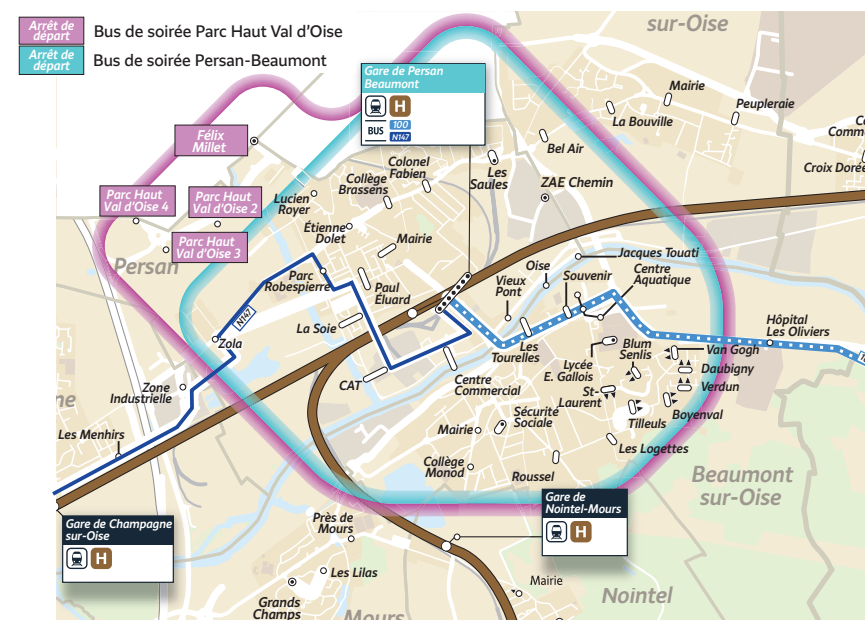 Arrêt de
départ
Bus de soirée Parc Haut Val d'Oise
Arrêt de
départ
Bus de soirée Persan-Beaumont
sur-Oise
Gare de Persan
Beaumont
H
BUS
100
N147
Mairie
Peupleraie
La Bouville
Bel Air
Croix Dorée
Félix
Millet
Colonel
Fabien
Collège
Brassens
Les
Saules
ZAE Chemin
Parc Haut
Val d'Oise 4
Parc Haut
Val d'Oise 2
Parc Haut
Val d'Oise 3
Lucien
Royer
Étienne
Dolet
Mairie
Persan
Parc
Robespierre
Paul
Éluard
Jacques Touati
Oise
Souvenir
Centre
Aquatique
Vieux
Pont
N147
Zola
La Soie
Les
Tourelles
Hôpital
Les Oliviers
Blum
Senlis
Van Gogh
Lycée
E. Gallois
Daubigny
Verdun
CAT
Centre
Commercial
St-
Laurent
Zone
Industrielle
Boyenval
Tilleuls
Sécurité
Sociale
Mairie
Les Menhirs
Les Logettes
Collège
Monod
Roussel
Beaumont
sur-Oise
Gare de Champagne
sur-Oise
H
Gare de
Nointel-Mours
H
Près de
Mours
Les Lilas
Grands
Champs
Mours
Mairie
Nointel